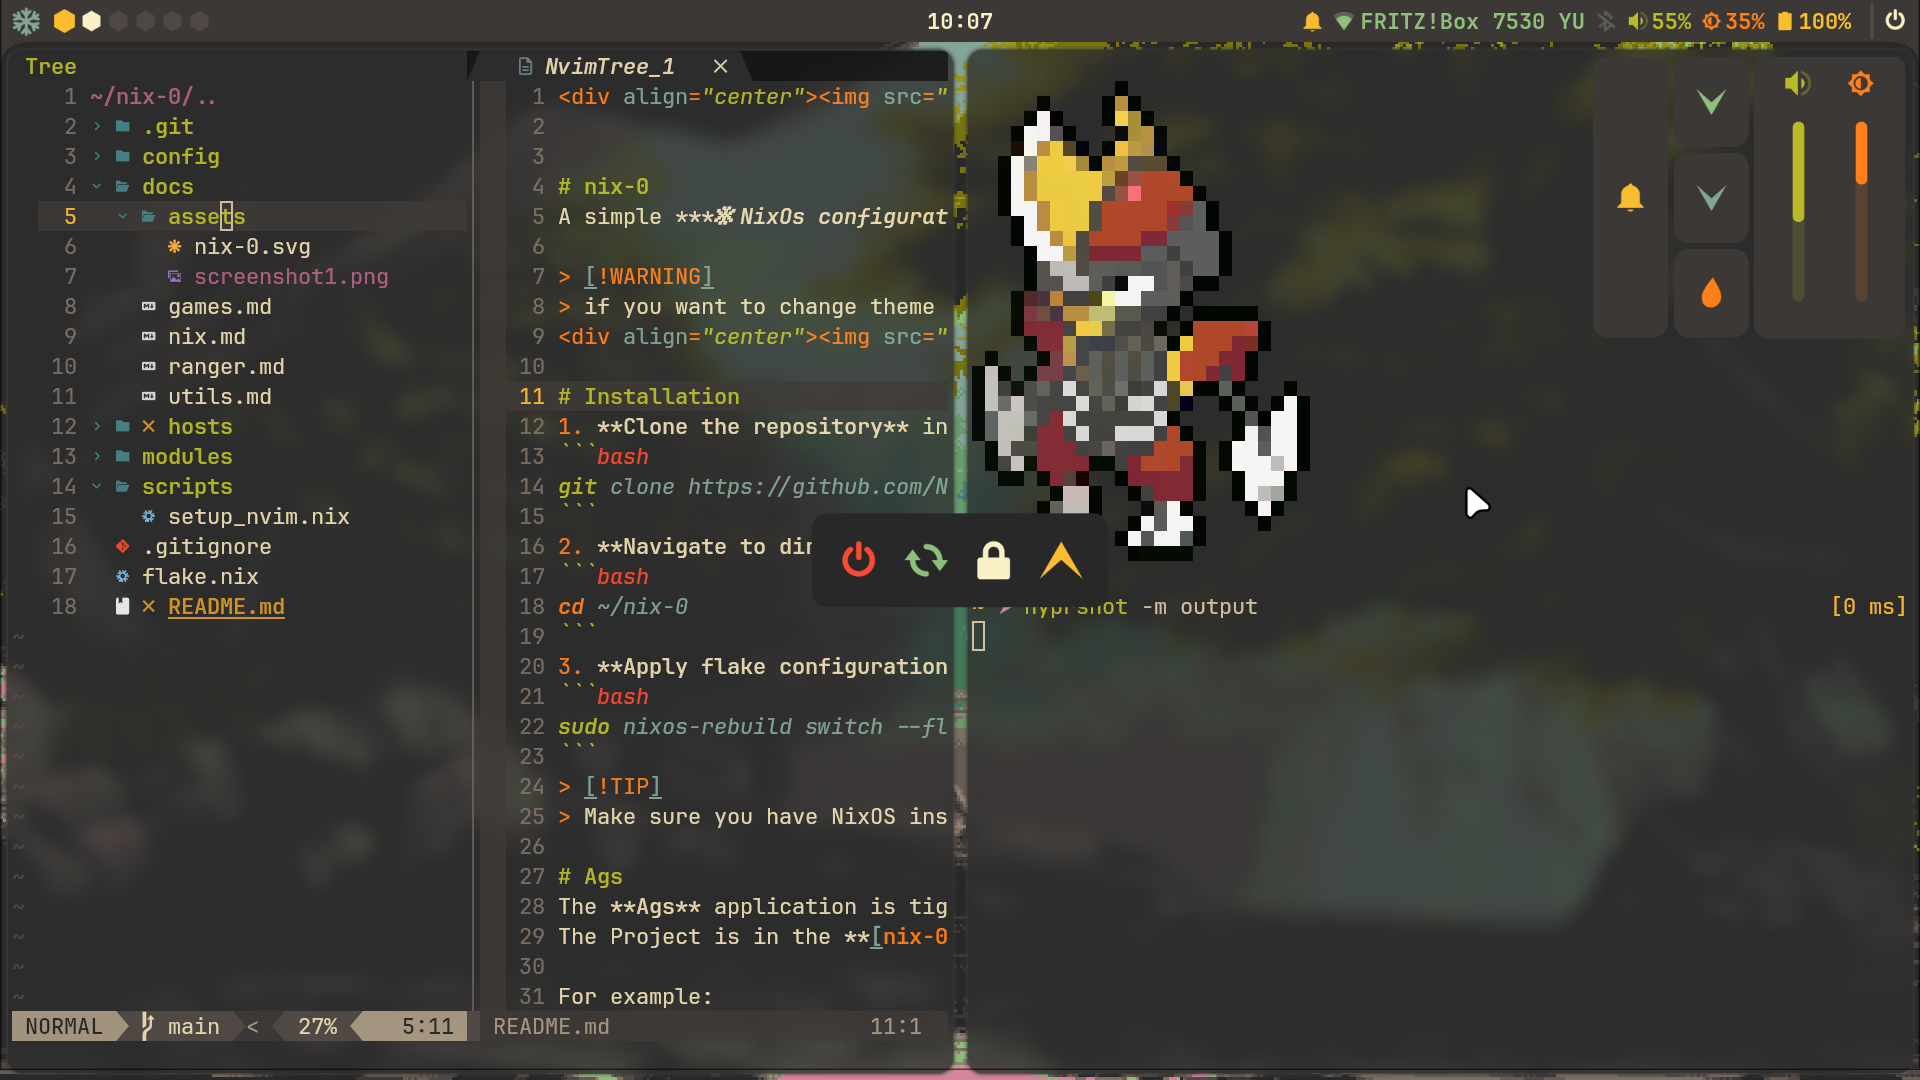 10:07
FRITZ!Box 7530 YU 55% 35% 100%
Tree
1 ~/nix-0/..
2 .git
3 config
4 docs
5 assets
6 nix-0.svg
7 screenshot1.png
8 games.md
9 nix.md
10 ranger.md
11 utils.md
12 hosts
13 modules
14 scripts
15 setup_nvim.nix
16 .gitignore
17 flake.nix
18 README.md
~
~
~
~
~
~
~
~
~
~
~
~
~
NORMAL main < 27% 5:11
NvimTree_1
1 <div align="center"><img src="
2
3
4 # nix-0
5 A simple ***❄ NixOs configurat
6
7 > [!WARNING]
8 > if you want to change theme
9 <div align="center"><img src="
10
11 # Installation
12 1. **Clone the repository** in
13 ```bash
14 git clone https://github.com/N
15 ```
16 2. **Navigate to dir
17 ```bash
18 cd ~/nix-0
19 ```
20 3. **Apply flake configuration
21 ```bash
22 sudo nixos-rebuild switch --fl
23 ```
24 > [!TIP]
25 > Make sure you have NixOS ins
26
27 # Ags
28 The **Ags** application is tig
29 The Project is in the **[nix-0
30
31 For example:
README.md 11:1
~ hyprshot -m output [0 ms]